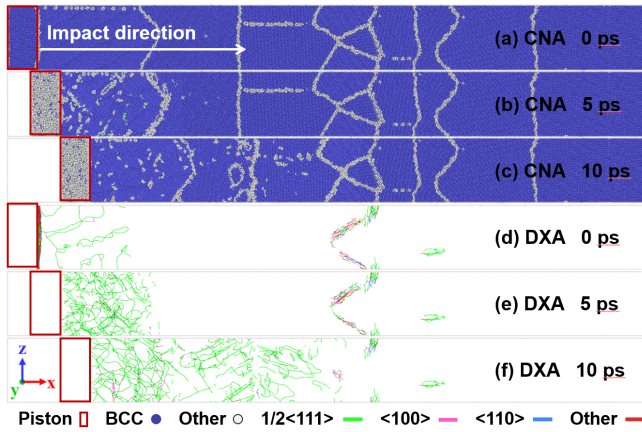 Impact direction
(a) CNA 0 ps
(b) CNA 5 ps
(c) CNA 10 ps
(d) DXA 0 ps
(e) DXA 5 ps
(f) DXA 10 ps
z
y x
Piston BCC Other 1/2<111> <100> <110> Other